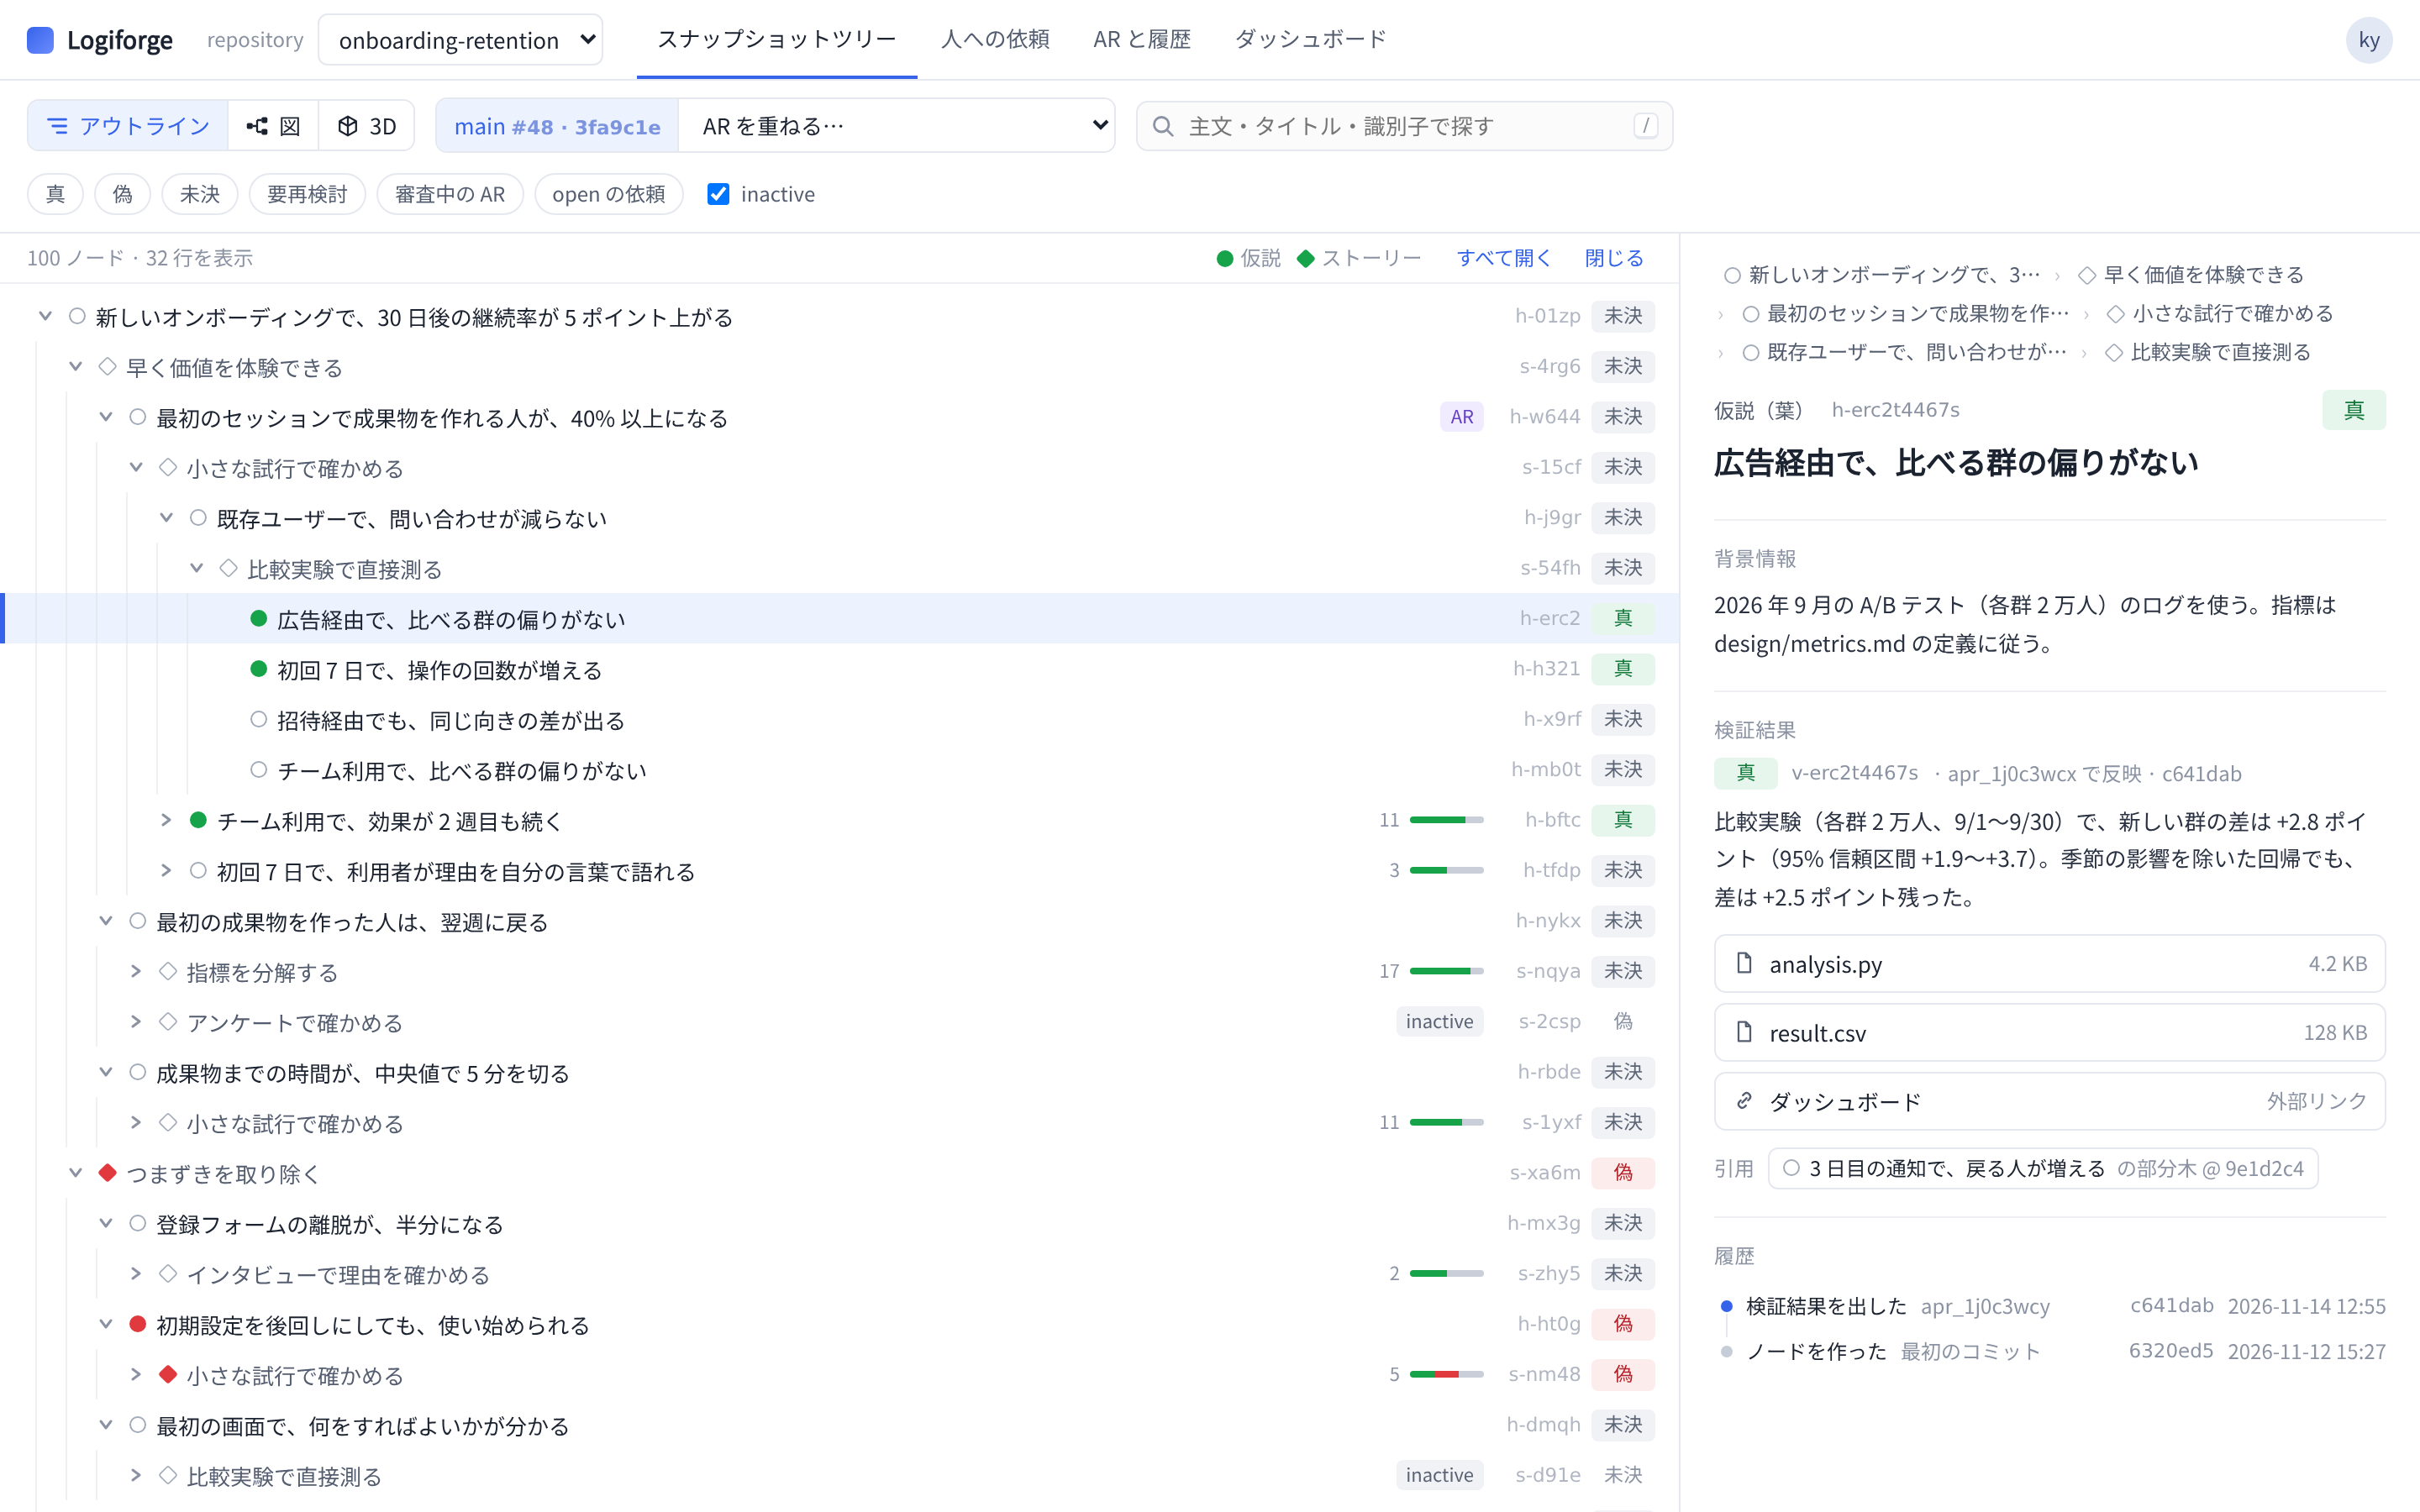 Logiforge repository onboarding-retention スナップショットツリー 人への依頼 AR と履歴 ダッシュボード ky
アウトライン 図 3D main #48 · 3fa9c1e AR を重ねる… 主文・タイトル・識別子で探す /
真 偽 未決 要再検討 審査中の AR open の依頼 inactive
100 ノード · 32 行を表示 仮説 ストーリー すべて開く 閉じる
新しいオンボーディングで、30 日後の継続率が 5 ポイント上がる h-01zp 未決
早く価値を体験できる s-4rg6 未決
最初のセッションで成果物を作れる人が、40% 以上になる AR h-w644 未決
小さな試行で確かめる s-15cf 未決
既存ユーザーで、問い合わせが減らない h-j9gr 未決
比較実験で直接測る s-54fh 未決
広告経由で、比べる群の偏りがない h-erc2 真
初回 7 日で、操作の回数が増える h-h321 真
招待経由でも、同じ向きの差が出る h-x9rf 未決
チーム利用で、比べる群の偏りがない h-mb0t 未決
チーム利用で、効果が 2 週目も続く 11 h-bftc 真
初回 7 日で、利用者が理由を自分の言葉で語れる 3 h-tfdp 未決
最初の成果物を作った人は、翌週に戻る h-nykx 未決
指標を分解する 17 s-nqya 未決
アンケートで確かめる inactive s-2csp 偽
成果物までの時間が、中央値で 5 分を切る h-rbde 未決
小さな試行で確かめる 11 s-1yxf 未決
つまずきを取り除く s-xa6m 偽
登録フォームの離脱が、半分になる h-mx3g 未決
インタビューで理由を確かめる 2 s-zhy5 未決
初期設定を後回しにしても、使い始められる h-ht0g 偽
小さな試行で確かめる 5 s-nm48 偽
最初の画面で、何をすればよいかが分かる h-dmqh 未決
比較実験で直接測る inactive s-d91e 未決
新しいオンボーディングで、3… › 早く価値を体験できる
› 最初のセッションで成果物を作… › 小さな試行で確かめる
› 既存ユーザーで、問い合わせが… › 比較実験で直接測る
仮説（葉） h-erc2t4467s 真
広告経由で、比べる群の偏りがない
背景情報
2026 年 9 月の A/B テスト（各群 2 万人）のログを使う。指標は
design/metrics.md の定義に従う。
検証結果
真 v-erc2t4467s · apr_1j0c3wcx で反映 · c641dab
比較実験（各群 2 万人、9/1〜9/30）で、新しい群の差は +2.8 ポイ
ント（95% 信頼区間 +1.9〜+3.7）。季節の影響を除いた回帰でも、
差は +2.5 ポイント残った。
analysis.py 4.2 KB
result.csv 128 KB
ダッシュボード 外部リンク
引用 3 日目の通知で、戻る人が増える の部分木 @ 9e1d2c4
履歴
検証結果を出した apr_1j0c3wcy c641dab 2026-11-14 12:55
ノードを作った 最初のコミット 6320ed5 2026-11-12 15:27